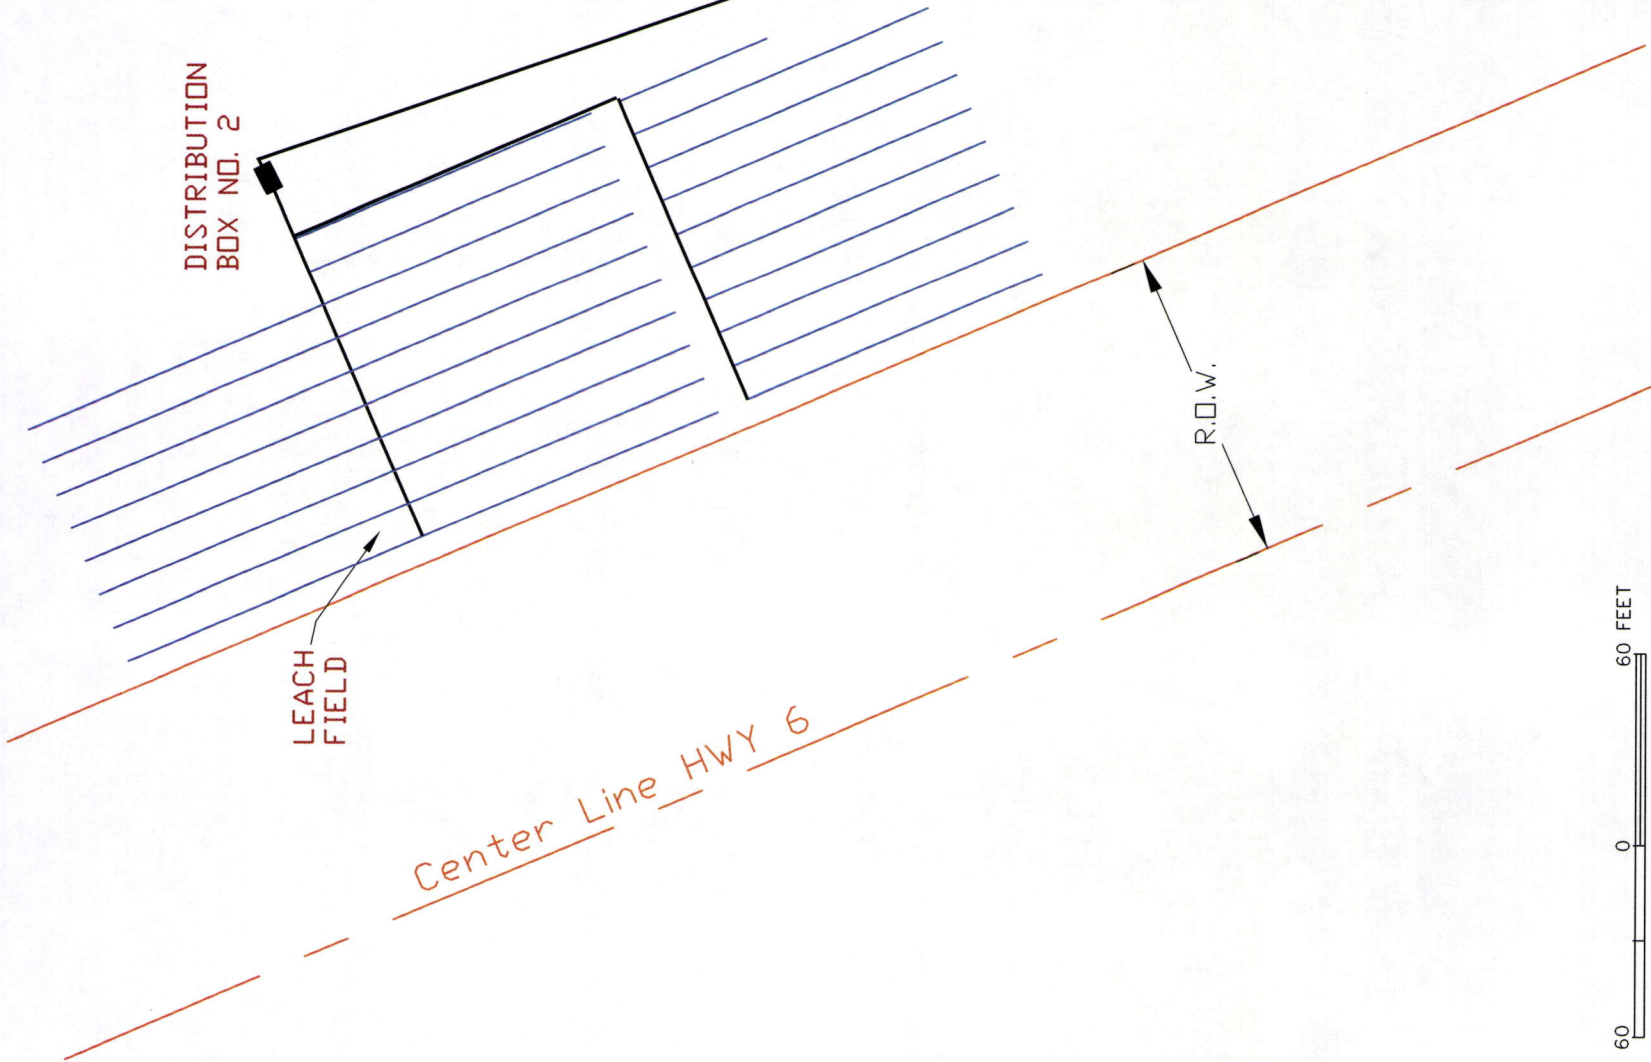 DISTRIBUTION
BOX NO. 2
LEACH
FIELD
R.O.W.
Center Line HWY 6
60 0 60 FEET